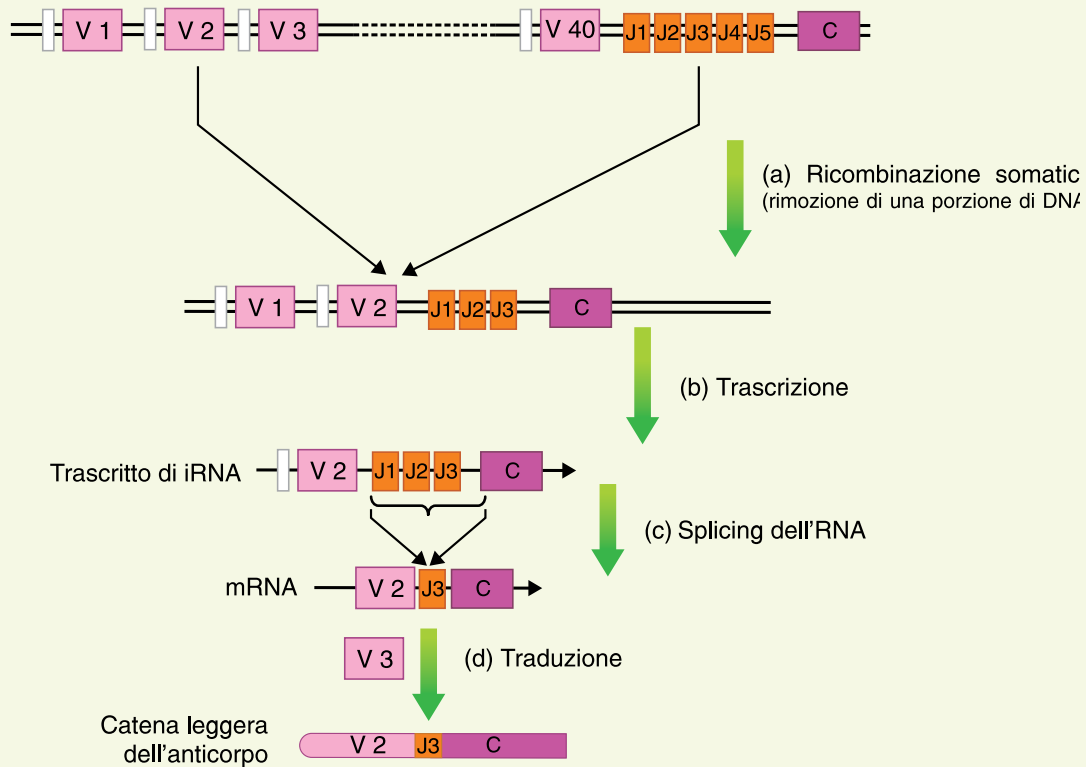 V 1 V 2 V 3 V 40 J1 J2 J3 J4 J5 C
(a) Ricombinazione somatic
(rimozione di una porzione di DNA
V 1 V 2 J1 J2 J3 C
(b) Trascrizione
Trascritto di iRNA V 2 J1 J2 J3 C
(c) Splicing dell'RNA
mRNA V 2 J3 C
V 3 (d) Traduzione
Catena leggera
dell'anticorpo
V 2 J3 C